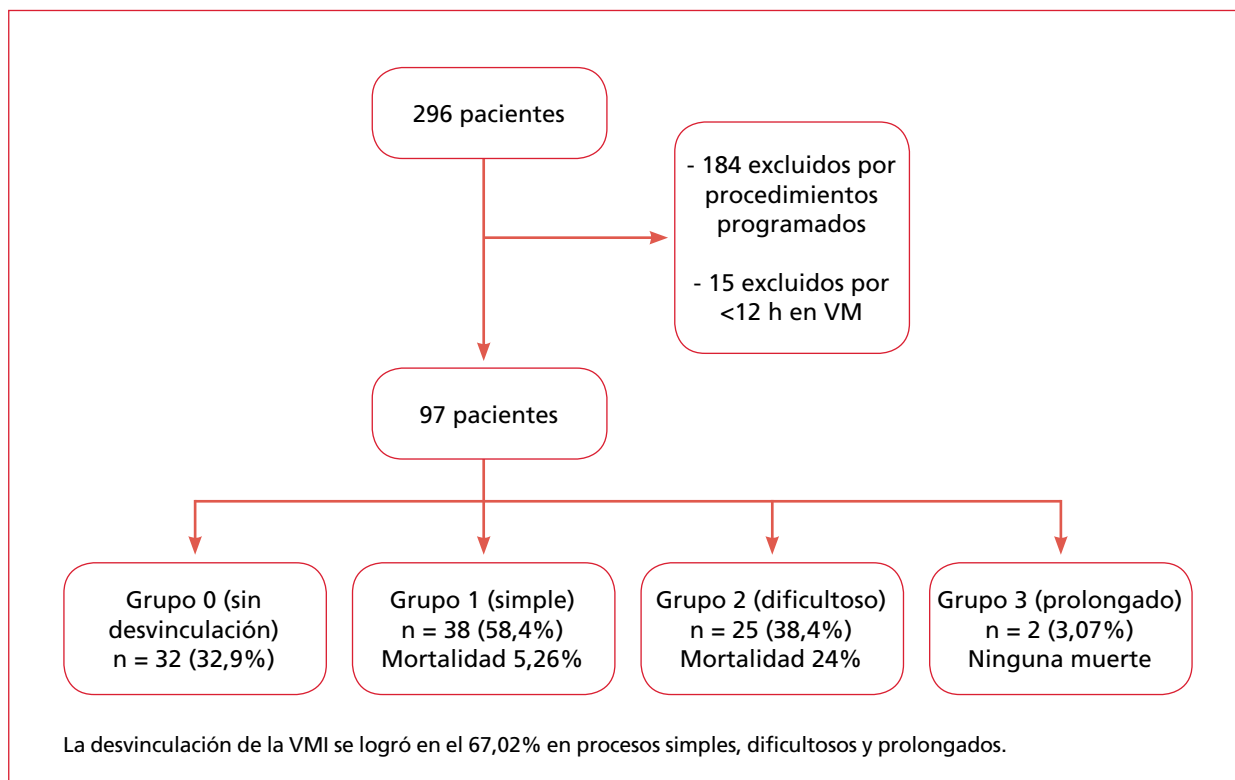 296 pacientes
- 184 excluidos por
procedimientos
programados
- 15 excluidos por
<12 h en VM
97 pacientes
Grupo 0 (sin
desvinculación)
n = 32 (32,9%)
Grupo 1 (simple)
n = 38 (58,4%)
Mortalidad 5,26%
Grupo 2 (dificultoso)
n = 25 (38,4%)
Mortalidad 24%
Grupo 3 (prolongado)
n = 2 (3,07%)
Ninguna muerte
La desvinculación de la VMI se logró en el 67,02% en procesos simples, dificultosos y prolongados.